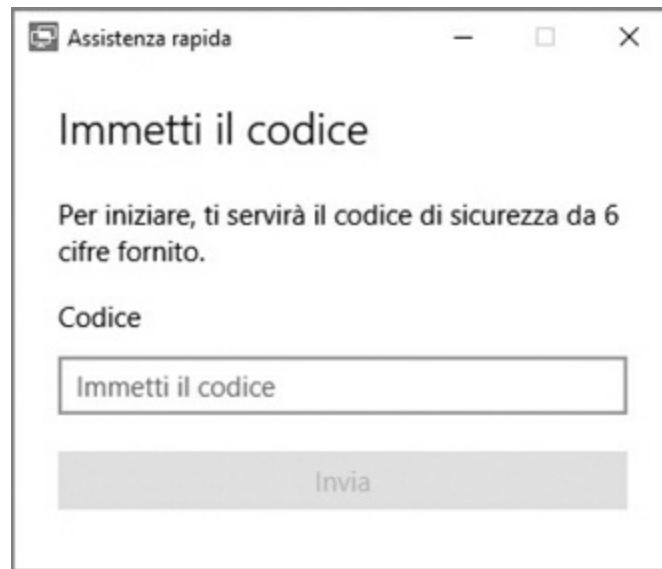 Assistenza rapida
Immetti il codice
Per iniziare, ti servirà il codice di sicurezza da 6
cifre fornito.
Codice
Immetti il codice
Invia